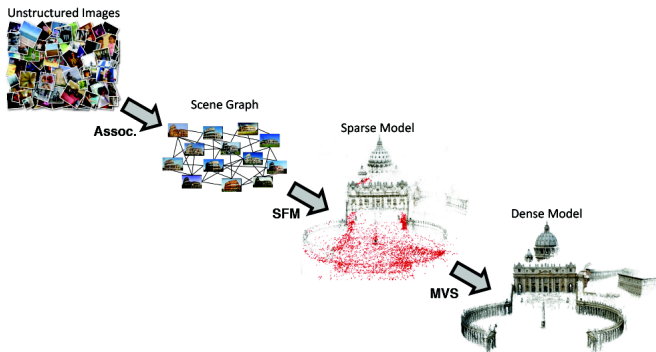 Unstructured Images
Assoc.
Scene Graph
SFM
Sparse Model
MVS
Dense Model